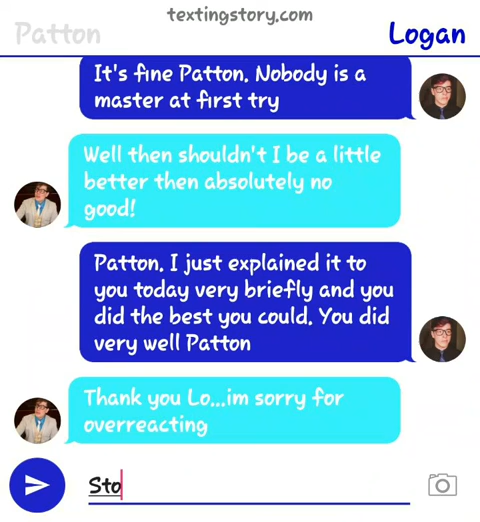 textingstory.com
Patton
Logan
It's fine Patton. Nobody is a
master at first try
Well then shouldn't I be a little
better then absolutely no
good!
Patton, I just explained it to
you today very briefly and you
did the best you could. You did
very well Patton
Thank you Lo...im sorry for
overreacting
Sto